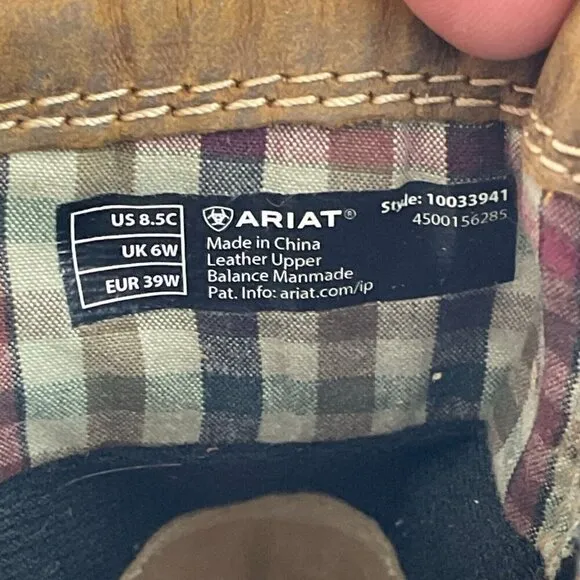 US 8.5C
UK 6W
EUR 39W
ARIAT®
Made in China
Leather Upper
Balance Manmade
Pat. Info: ariat.com/ip
Style: 10033941
4500156285